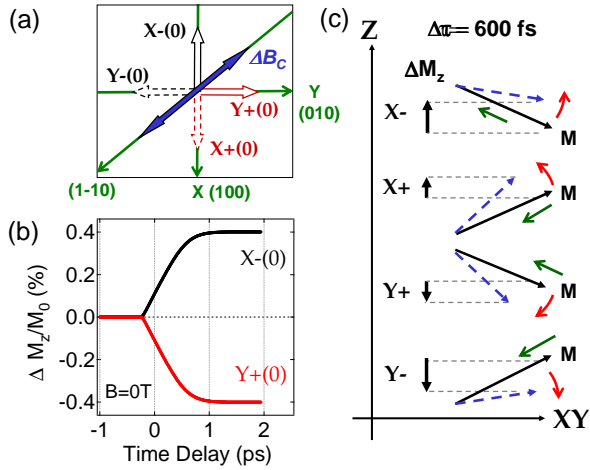 (a)
X-(0)
ΔB_C
Y-(0)
Y
Y+(0)
(010)
X+(0)
(1-10)
X (100)
(b)
0.4
X-(0)
0.2
0.0
-0.2
Y+(0)
-0.4
B=0T
Δ M_z/M_0 (%)
-1
0
1
2
Time Delay (ps)
(c)
Z
Δτ= 600 fs
ΔM_z
X-
M
X+
M
Y+
M
Y-
M
XY